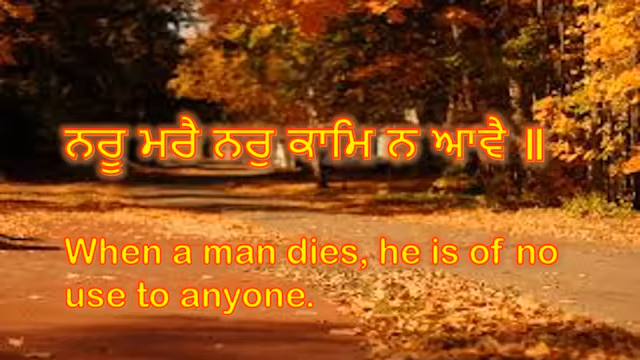 ਨਰੂ ਮਰੈ ਨਰੁ ਕਾਮਿ ਨ ਆਵੈ ॥
When a man dies, he is of no
use to anyone.